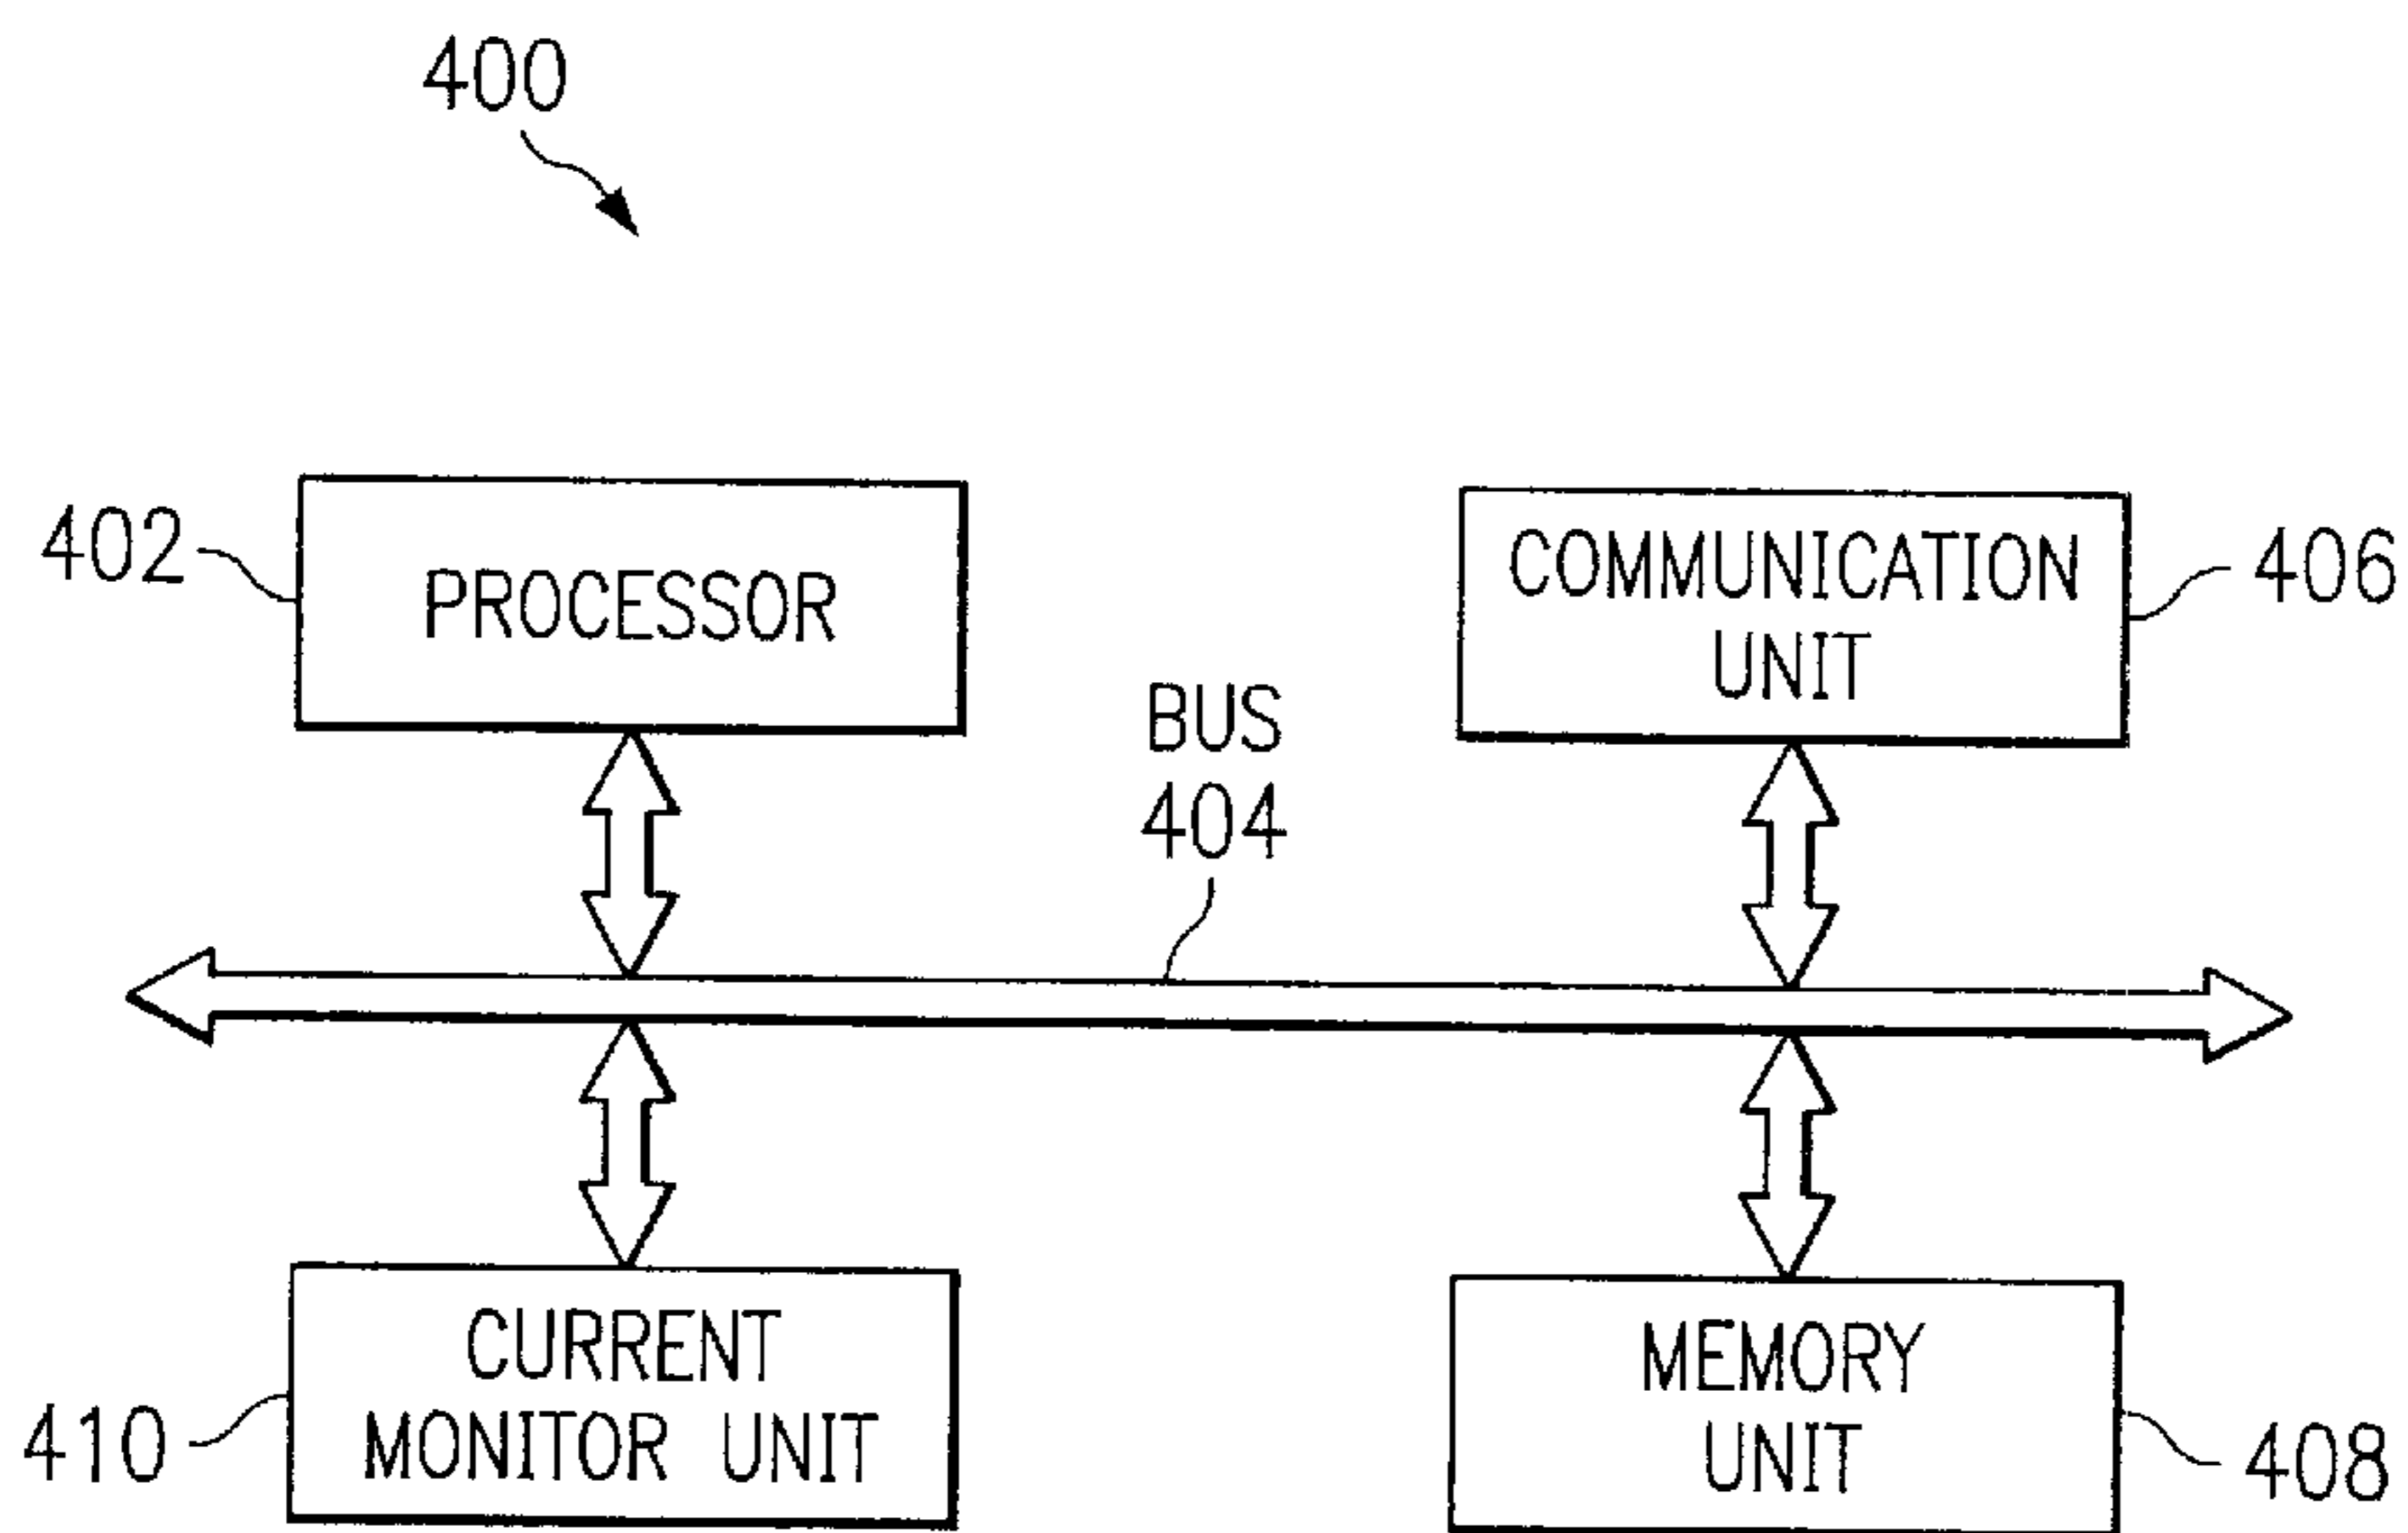 400
402
PROCESSOR
COMMUNICATION
UNIT
406
BUS
404
410
CURRENT
MONITOR UNIT
MEMORY
UNIT
408